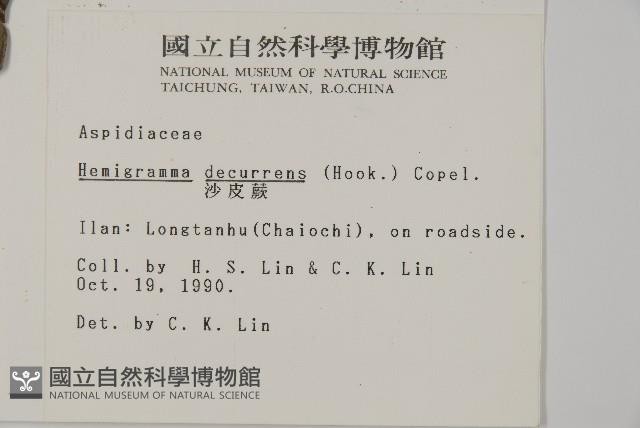 國立自然科學博物館
NATIONAL MUSEUM OF NATURAL SCIENCE
TAICHUNG, TAIWAN, R.O.CHINA
Aspidiaceae
Hemigramma decurrens (Hook.) Copel.
沙皮蕨
Ilan: Longtanhu(Chaiochi), on roadside.
Coll. by H. S. Lin & C. K. Lin
Oct. 19, 1990.
Det. by C. K. Lin
國立自然科學博物館
NATIONAL MUSEUM OF NATURAL SCIENCE